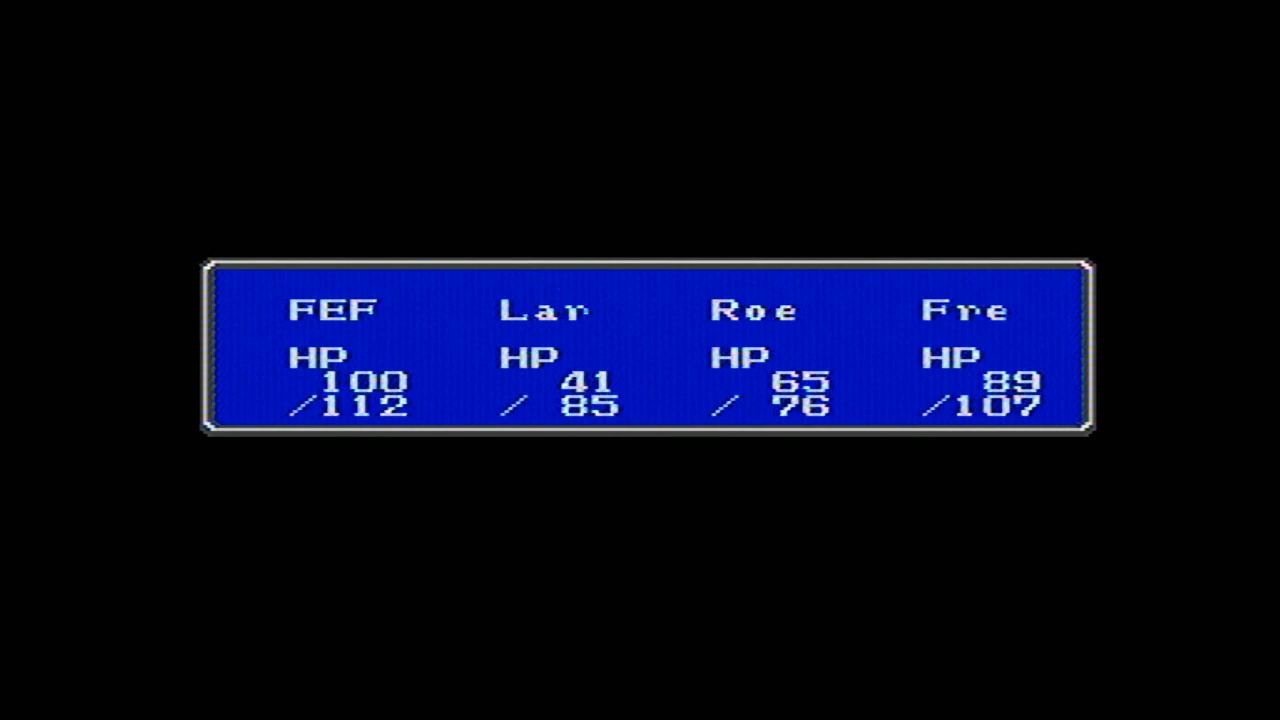 FEF Lar Roe Fre
HP HP HP HP
100 41 65 89
/112 / 85 / 76 /107